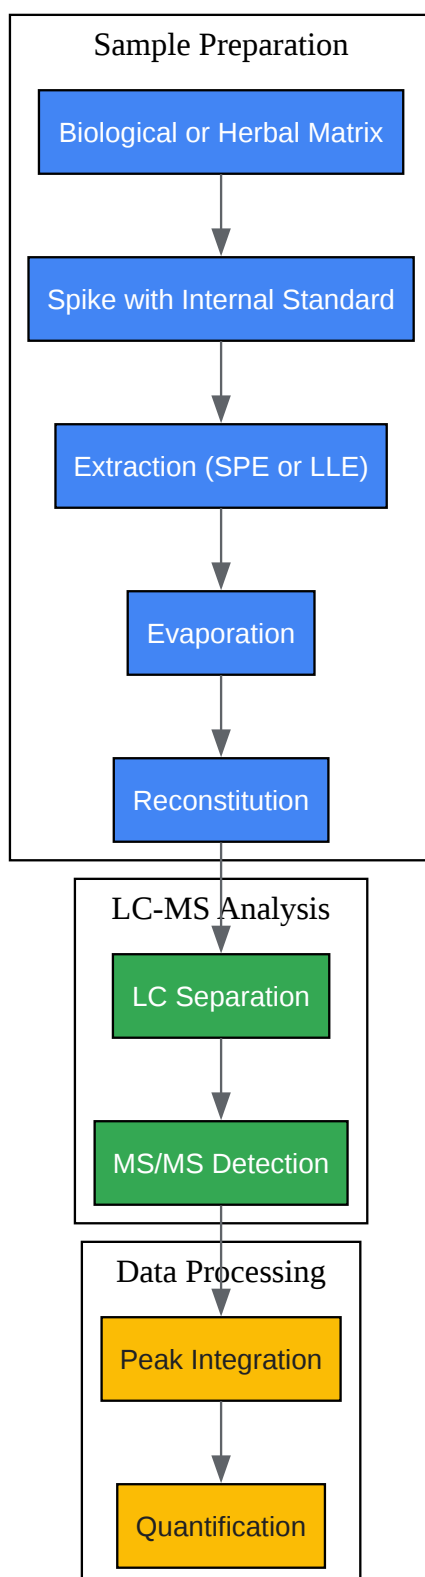 Sample Preparation
Biological or Herbal Matrix
Spike with Internal Standard
Extraction (SPE or LLE)
Evaporation
Reconstitution
LC-MS Analysis
LC Separation
MS/MS Detection
Data Processing
Peak Integration
Quantification